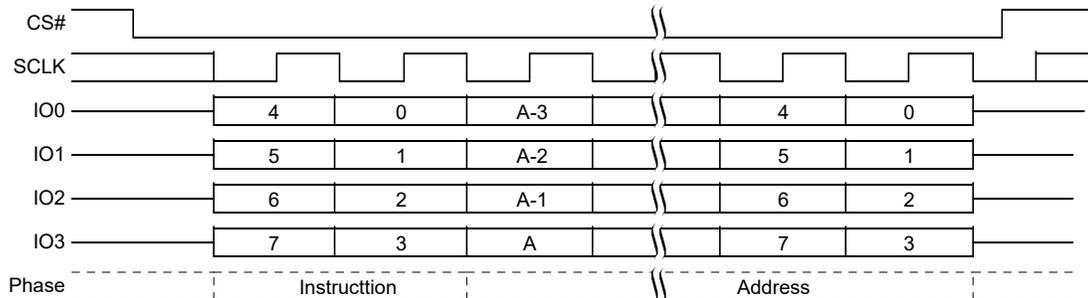 CS#
SCLK
IO0 4 0 A-3 4 0
IO1 5 1 A-2 5 1
IO2 6 2 A-1 6 2
IO3 7 3 A 7 3
Phase Instructtion Address